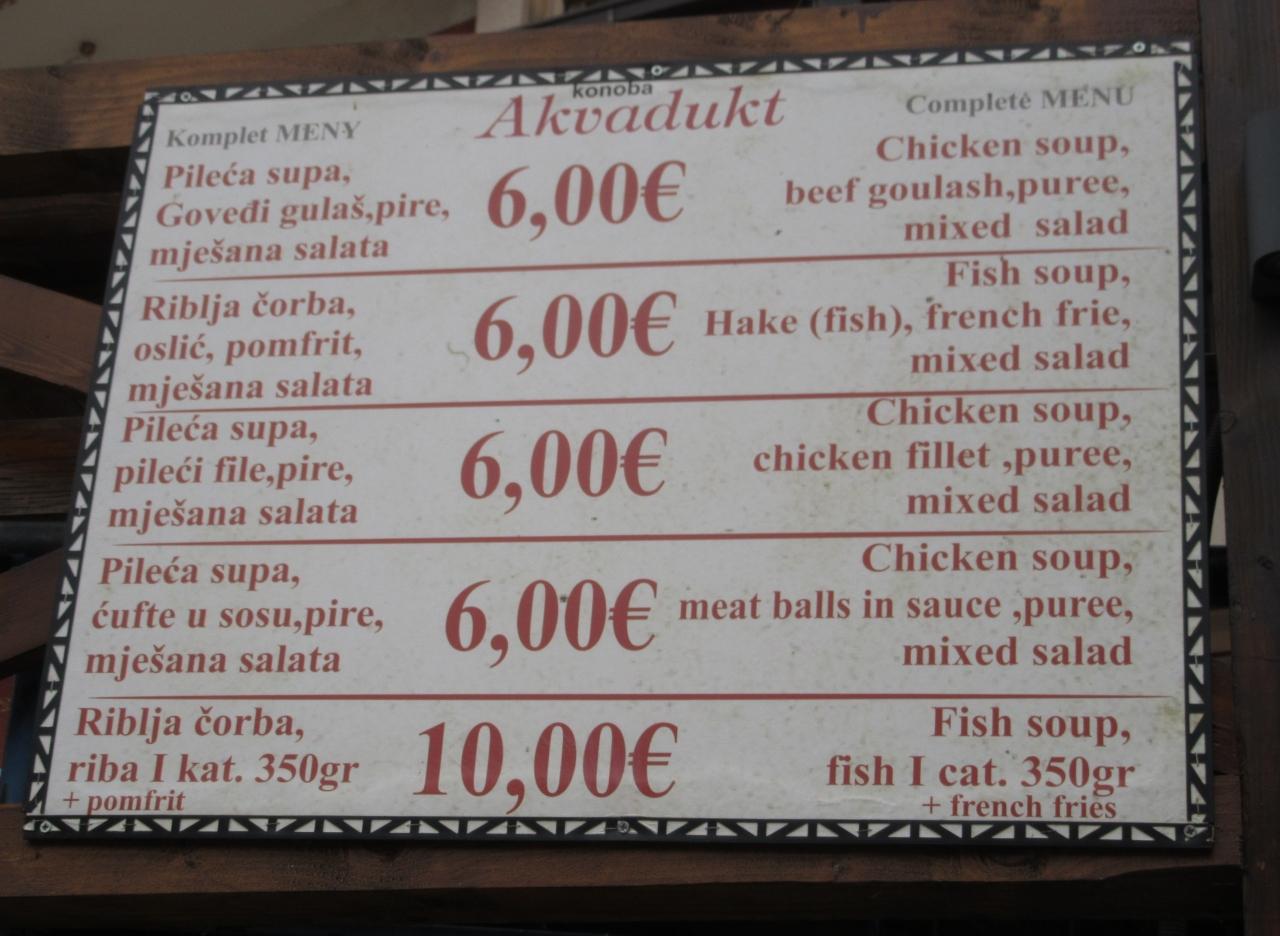 konoba
Akvadukt
Komplet MENY
Completė MENU
Pileća supa,
Goveđi gulaš,pire,
mješana salata
6,00€
Chicken soup,
beef goulash,puree,
mixed salad
Riblja čorba,
oslić, pomfrit,
mješana salata
6,00€
Fish soup,
Hake (fish), french frie,
mixed salad
Pileća supa,
pileći file,pire,
mješana salata
6,00€
Chicken soup,
chicken fillet ,puree,
mixed salad
Pileća supa,
ćufte u sosu,pire,
mješana salata
6,00€
Chicken soup,
meat balls in sauce ,puree,
mixed salad
Riblja čorba,
riba I kat. 350gr
+ pomfrit
10,00€
Fish soup,
fish I cat. 350gr
+ french fries